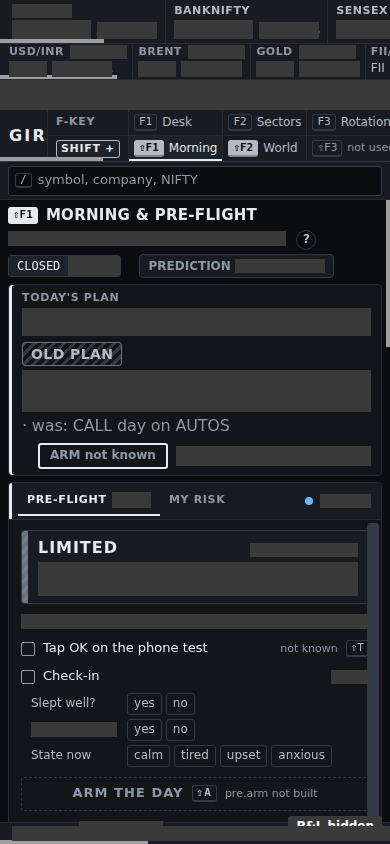 BANKNIFTY SENSEX
USD/INR BRENT GOLD FII/
FII
F-KEY F1 Desk F2 Sectors F3 Rotation
GIR
SHIFT + ⇧F1 Morning ⇧F2 World ⇧F3 not used
/ symbol, company, NIFTY
⇧F1 MORNING & PRE-FLIGHT
?
CLOSED PREDICTION
TODAY'S PLAN
OLD PLAN
· was: CALL day on AUTOS
ARM not known
PRE-FLIGHT MY RISK
LIMITED
Tap OK on the phone test not known ⇧T
Check-in
Slept well? yes no
yes no
State now calm tired upset anxious
ARM THE DAY ⇧A pre.arm not built
P&L hidden